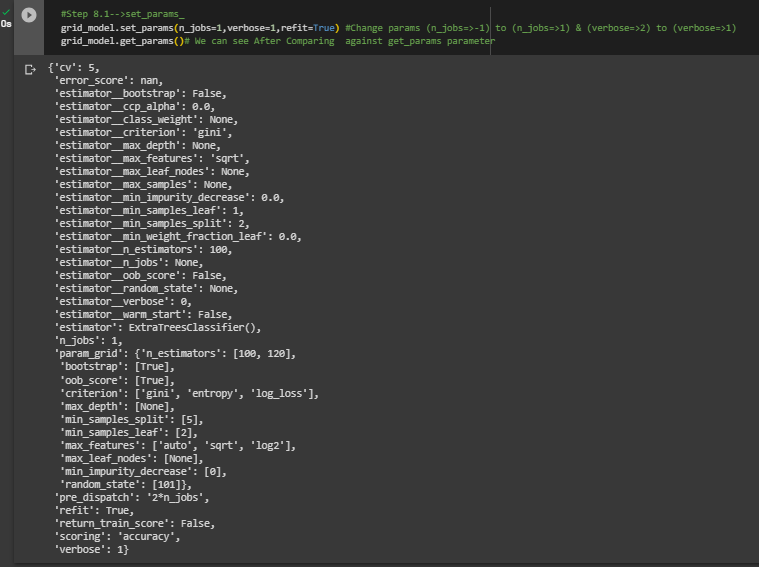 #Step 8.1-->set_params_
grid_model.set_params(n_jobs=1,verbose=1,refit=True) #Change params (n_jobs=>-1) to (n_jobs=>1) & (verbose=>2) to (verbose=>1)
0s
grid_model.get_params()# We can see After Comparing  against get_params parameter
{'cv': 5,
 'error_score': nan,
 'estimator__bootstrap': False,
 'estimator__ccp_alpha': 0.0,
 'estimator__class_weight': None,
 'estimator__criterion': 'gini',
 'estimator__max_depth': None,
 'estimator__max_features': 'sqrt',
 'estimator__max_leaf_nodes': None,
 'estimator__max_samples': None,
 'estimator__min_impurity_decrease': 0.0,
 'estimator__min_samples_leaf': 1,
 'estimator__min_samples_split': 2,
 'estimator__min_weight_fraction_leaf': 0.0,
 'estimator__n_estimators': 100,
 'estimator__n_jobs': None,
 'estimator__oob_score': False,
 'estimator__random_state': None,
 'estimator__verbose': 0,
 'estimator__warm_start': False,
 'estimator': ExtraTreesClassifier(),
 'n_jobs': 1,
 'param_grid': {'n_estimators': [100, 120],
  'bootstrap': [True],
  'oob_score': [True],
  'criterion': ['gini', 'entropy', 'log_loss'],
  'max_depth': [None],
  'min_samples_split': [5],
  'min_samples_leaf': [2],
  'max_features': ['auto', 'sqrt', 'log2'],
  'max_leaf_nodes': [None],
  'min_impurity_decrease': [0],
  'random_state': [101]},
 'pre_dispatch': '2*n_jobs',
 'refit': True,
 'return_train_score': False,
 'scoring': 'accuracy',
 'verbose': 1}